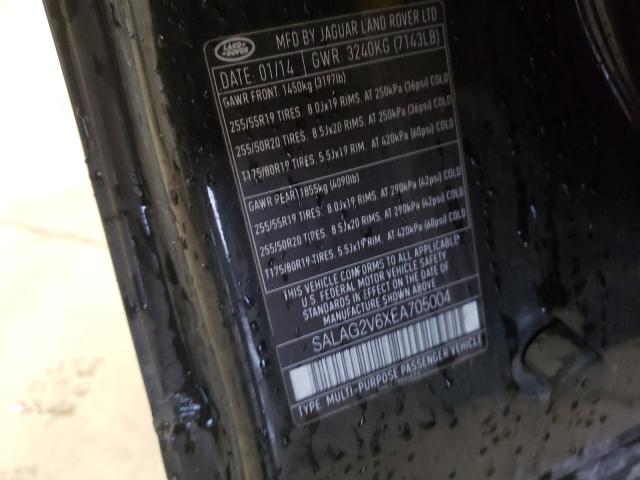 LAND ROVER
MFD BY JAGUAR LAND ROVER LTD
DATE: 01/14 GWR: 3240KG (7143LB)
GAWR FRONT: 1450kg (3197lb)
255/55R19 TIRES. 8.0Jx19 RIMS. AT 250kPa (36psi) COLD
255/50R20 TIRES. 8.5Jx20 RIMS. AT 250kPa (36psi) COLD
T175/80R19 TIRES. 5.5Jx19 RIM. AT 420kPa (60psi) COLD
GAWR REAR: 1855kg (4090lb)
255/55R19 TIRES. 8.0Jx19 RIMS. AT 290kPa (42psi) COLD
255/50R20 TIRES. 8.5Jx20 RIMS. AT 290kPa (42psi) COLD
T175/80R19 TIRES. 5.5Jx19 RIM. AT 420kPa (60psi) COLD
THIS VEHICLE CONFORMS TO ALL APPLICABLE
U.S. FEDERAL MOTOR VEHICLE SAFETY
STANDARDS IN EFFECT ON THE DATE OF
MANUFACTURE SHOWN ABOVE
SALAG2V6XEA705004
TYPE: MULTI-PURPOSE PASSENGER VEHICLE